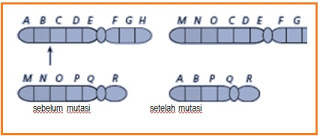 A B C D E F G H
M N O C D E F G
M N O P Q R
A B P Q R
sebelum mutasi
setelah mutasi